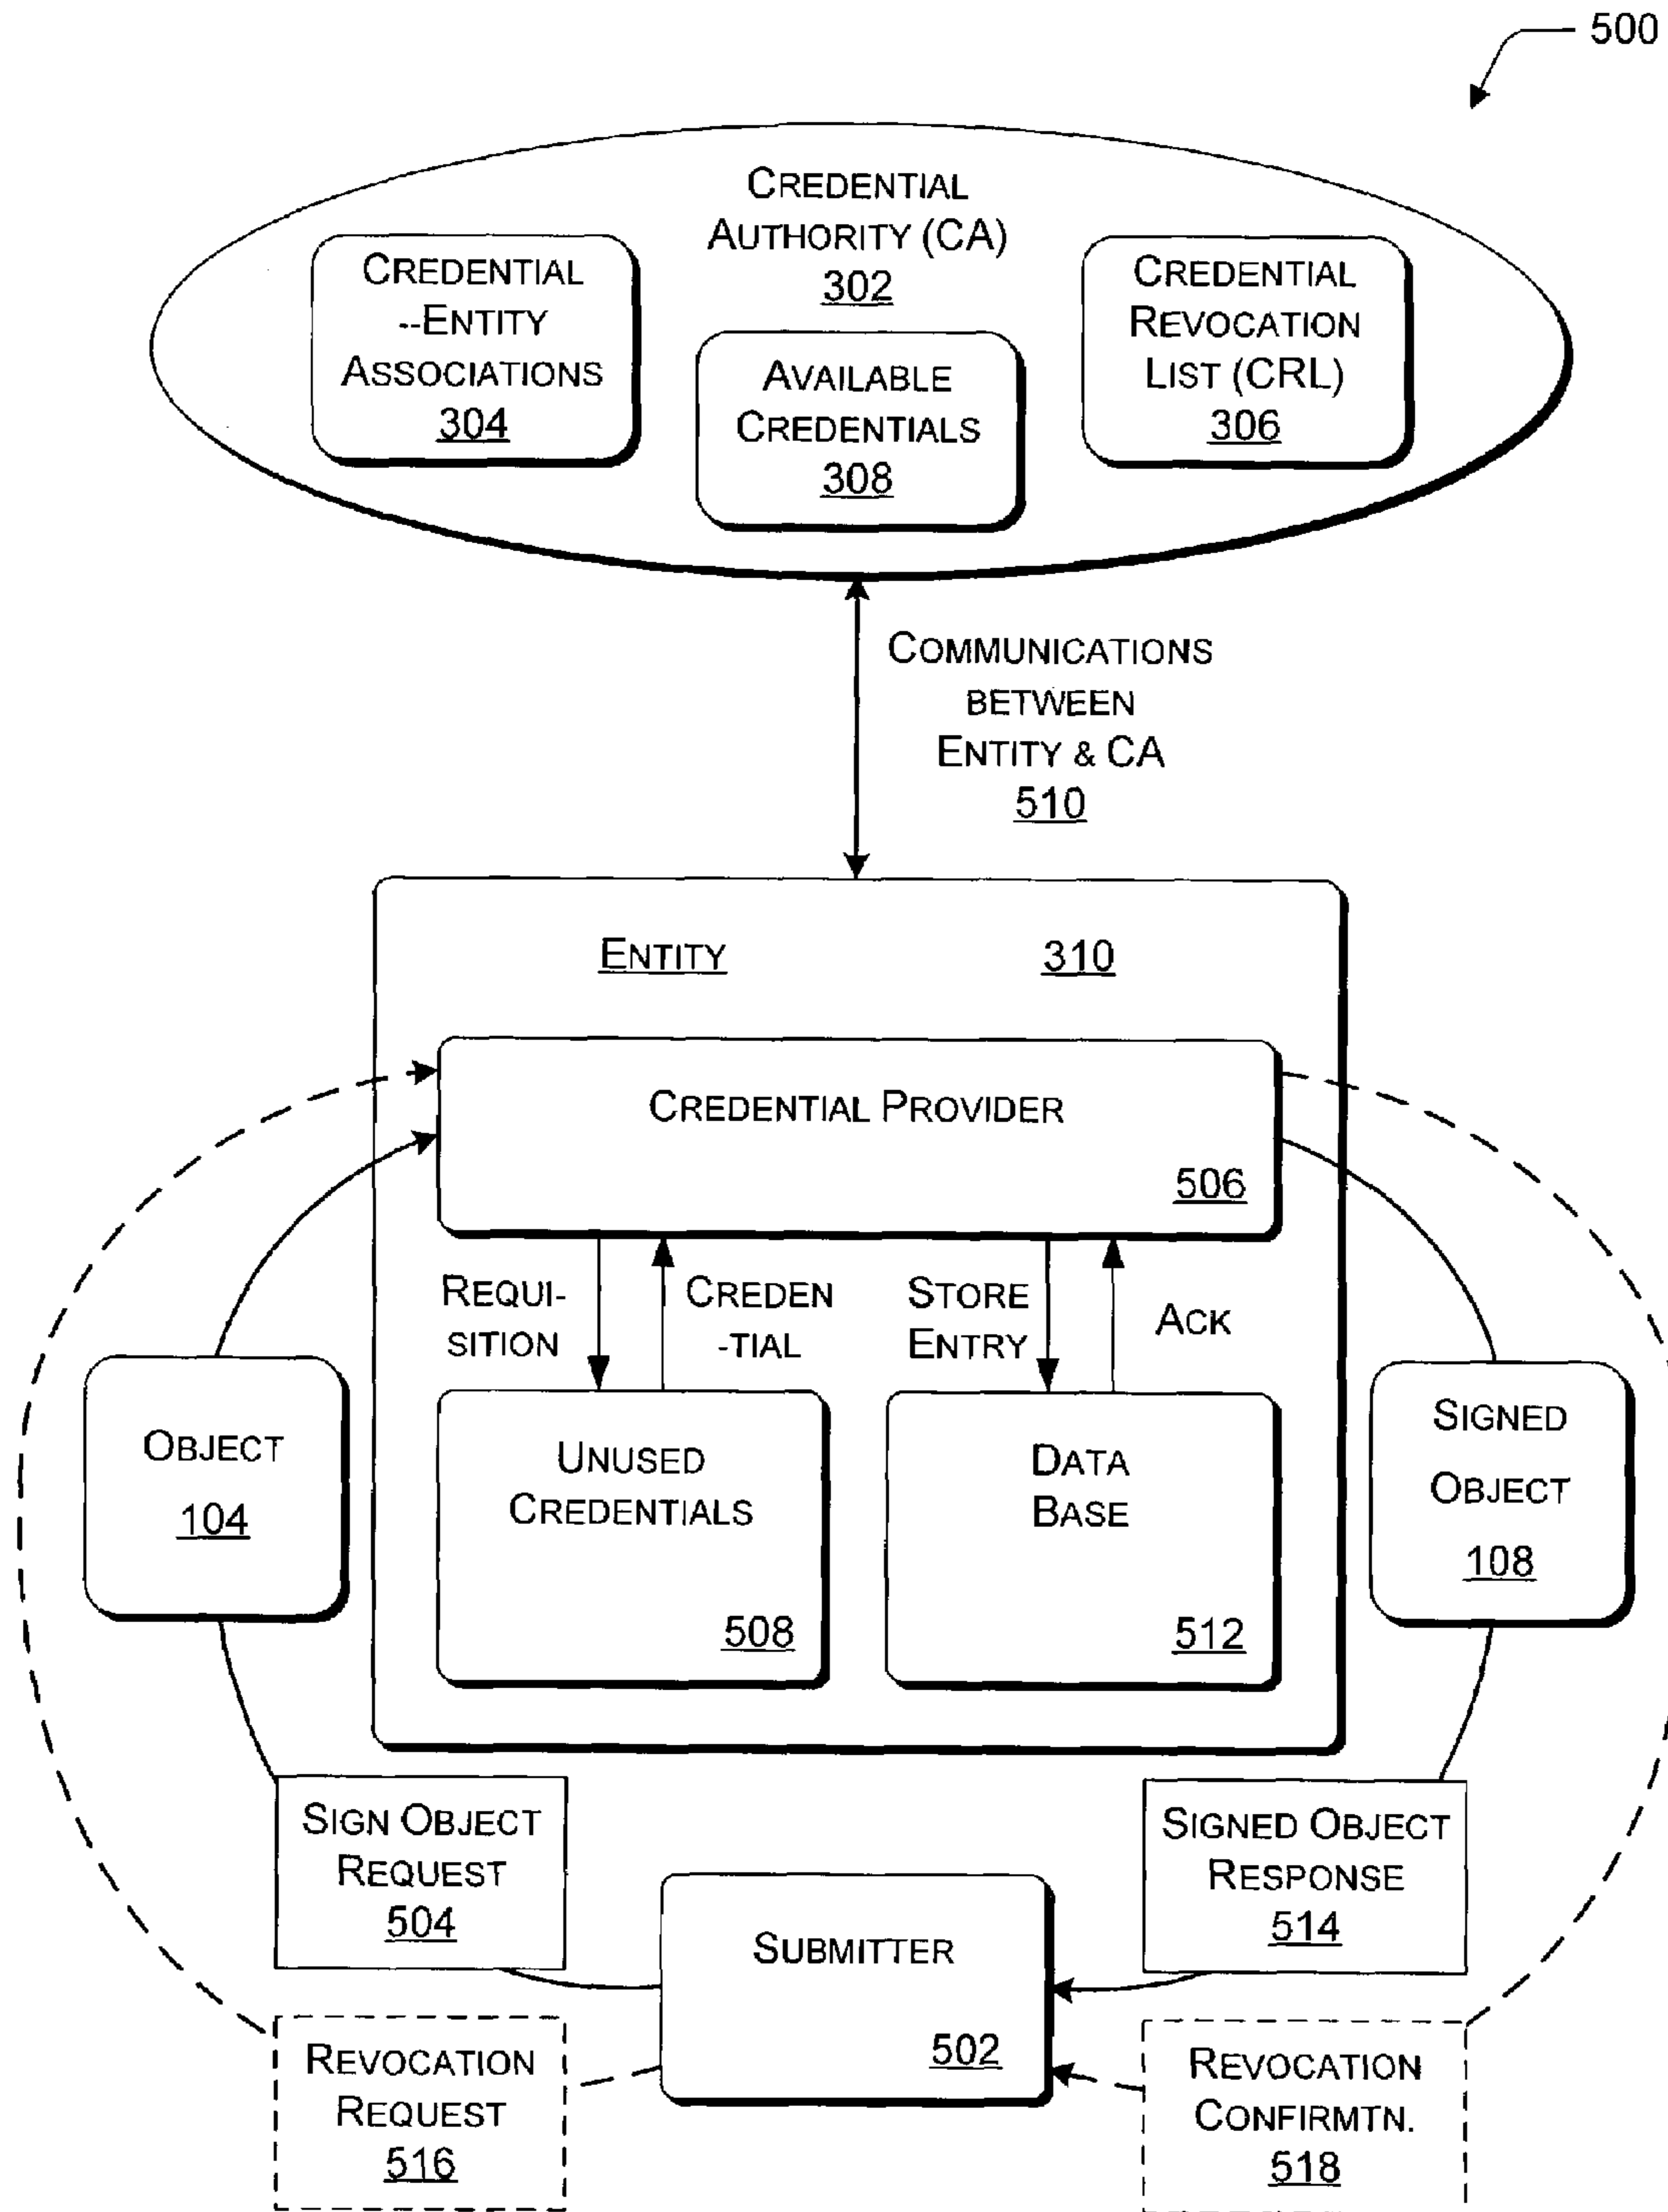 500
CREDENTIAL
AUTHORITY (CA)
302
CREDENTIAL
--ENTITY
ASSOCIATIONS
304
AVAILABLE
CREDENTIALS
308
CREDENTIAL
REVOCATION
LIST (CRL)
306
COMMUNICATIONS
BETWEEN
ENTITY & CA
510
ENTITY 310
CREDENTIAL PROVIDER
506
REQUI-
SITION
CREDEN
-TIAL
STORE
ENTRY
ACK
OBJECT
104
UNUSED
CREDENTIALS
508
DATA
BASE
512
SIGNED
OBJECT
108
SIGN OBJECT
REQUEST
504
SUBMITTER
502
SIGNED OBJECT
RESPONSE
514
REVOCATION
REQUEST
516
REVOCATION
CONFIRMTN.
518